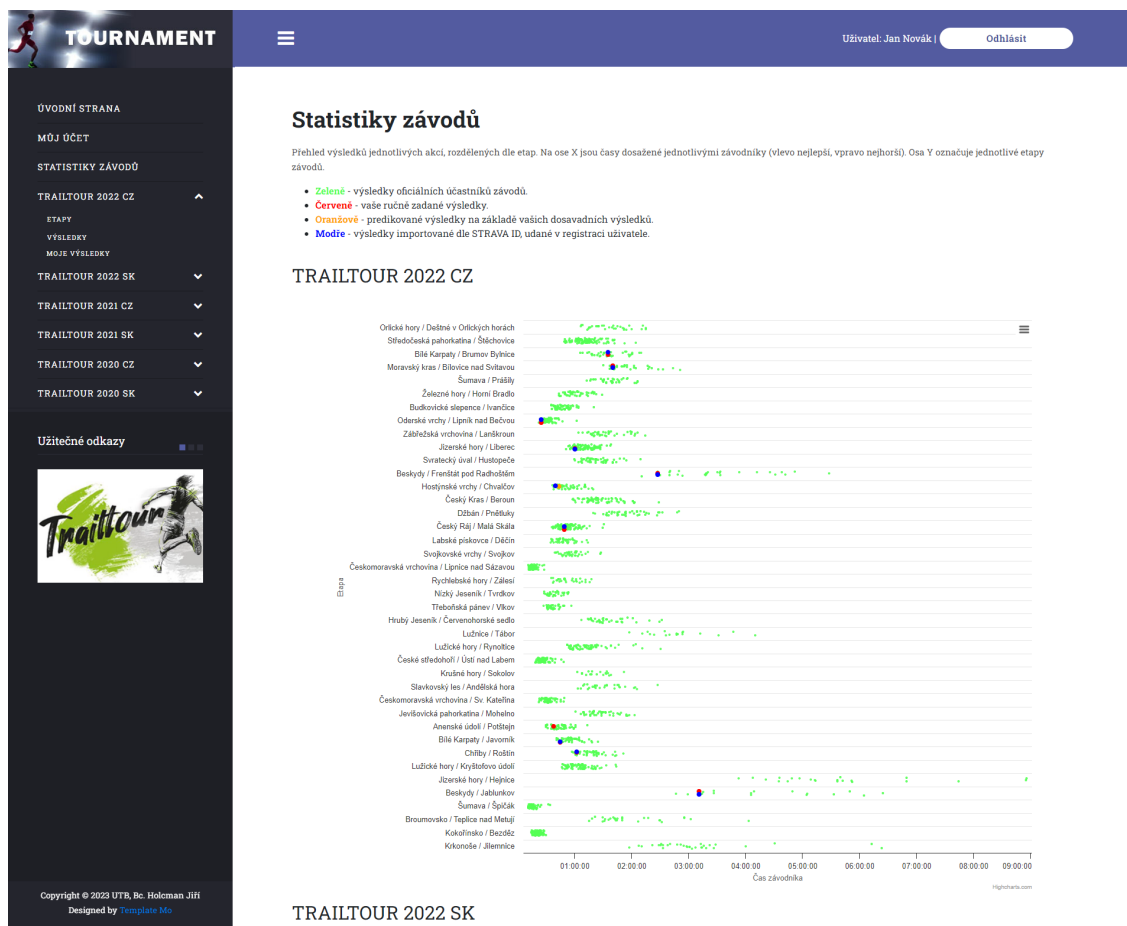 TOURNAMENT
Uživatel: Jan Novák |
Odhlásit
ÚVODNÍ STRANA
MŮJ ÚČET
STATISTIKY ZÁVODŮ
TRAILTOUR 2022 CZ
ETAPY
VÝSLEDKY
MOJE VÝSLEDKY
TRAILTOUR 2022 SK
TRAILTOUR 2021 CZ
TRAILTOUR 2021 SK
TRAILTOUR 2020 CZ
TRAILTOUR 2020 SK
Užitečné odkazy
Trailtour
Copyright © 2023 UTB, Bc. Holcman Jiří
Designed by Template Mo
Statistiky závodů
Přehled výsledků jednotlivých akcí, rozdělených dle etap. Na ose X jsou časy dosažené jednotlivými závodníky (vlevo nejlepší, vpravo nejhorší). Osa Y označuje jednotlivé etapy
závodů.
Zeleně - výsledky oficiálních účastníků závodů.
Červeně - vaše ručně zadané výsledky.
Oranžově - predikované výsledky na základě vašich dosavadních výsledků.
Modře - výsledky importované dle STRAVA ID, udané v registraci uživatele.
TRAILTOUR 2022 CZ
Orlické hory / Deštné v Orlických horách
Středočeská pahorkatina / Štěchovice
Bílé Karpaty / Brumov Bylnice
Moravský kras / Bílovice nad Svitavou
Šumava / Prášily
Železné hory / Horní Bradlo
Budkovické slepence / Ivančice
Oderské vrchy / Lipník nad Bečvou
Zábřežská vrchovina / Lanškroun
Jizerské hory / Liberec
Svratecký úval / Hustopeče
Beskydy / Frenštát pod Radhoštěm
Hostýnské vrchy / Chvalčov
Český Kras / Beroun
Džbán / Pnětluky
Český Ráj / Malá Skála
Labské pískovce / Děčín
Svojkovské vrchy / Svojkov
Českomoravská vrchovina / Lipnice nad Sázavou
Rychlebské hory / Zálesí
Nízký Jeseník / Tvrdkov
Třeboňská pánev / Vlkov
Hrubý Jeseník / Červenohorské sedlo
Lužnice / Tábor
Lužické hory / Rynoltice
České středohoří / Ústí nad Labem
Krušné hory / Sokolov
Slavkovský les / Andělská hora
Českomoravská vrchovina / Sv. Kateřina
Jevišovická pahorkatina / Mohelno
Anenské údolí / Potštejn
Bílé Karpaty / Javorník
Chřiby / Roštín
Lužické hory / Kryštofovo údolí
Jizerské hory / Hejnice
Beskydy / Jablunkov
Šumava / Špičák
Broumovsko / Teplice nad Metují
Kokořínsko / Bezděz
Krkonoše / Jilemnice
Etapa
01:00:00 02:00:00 03:00:00 04:00:00 05:00:00 06:00:00 07:00:00 08:00:00 09:00:00
Čas závodníka
Highcharts.com
TRAILTOUR 2022 SK